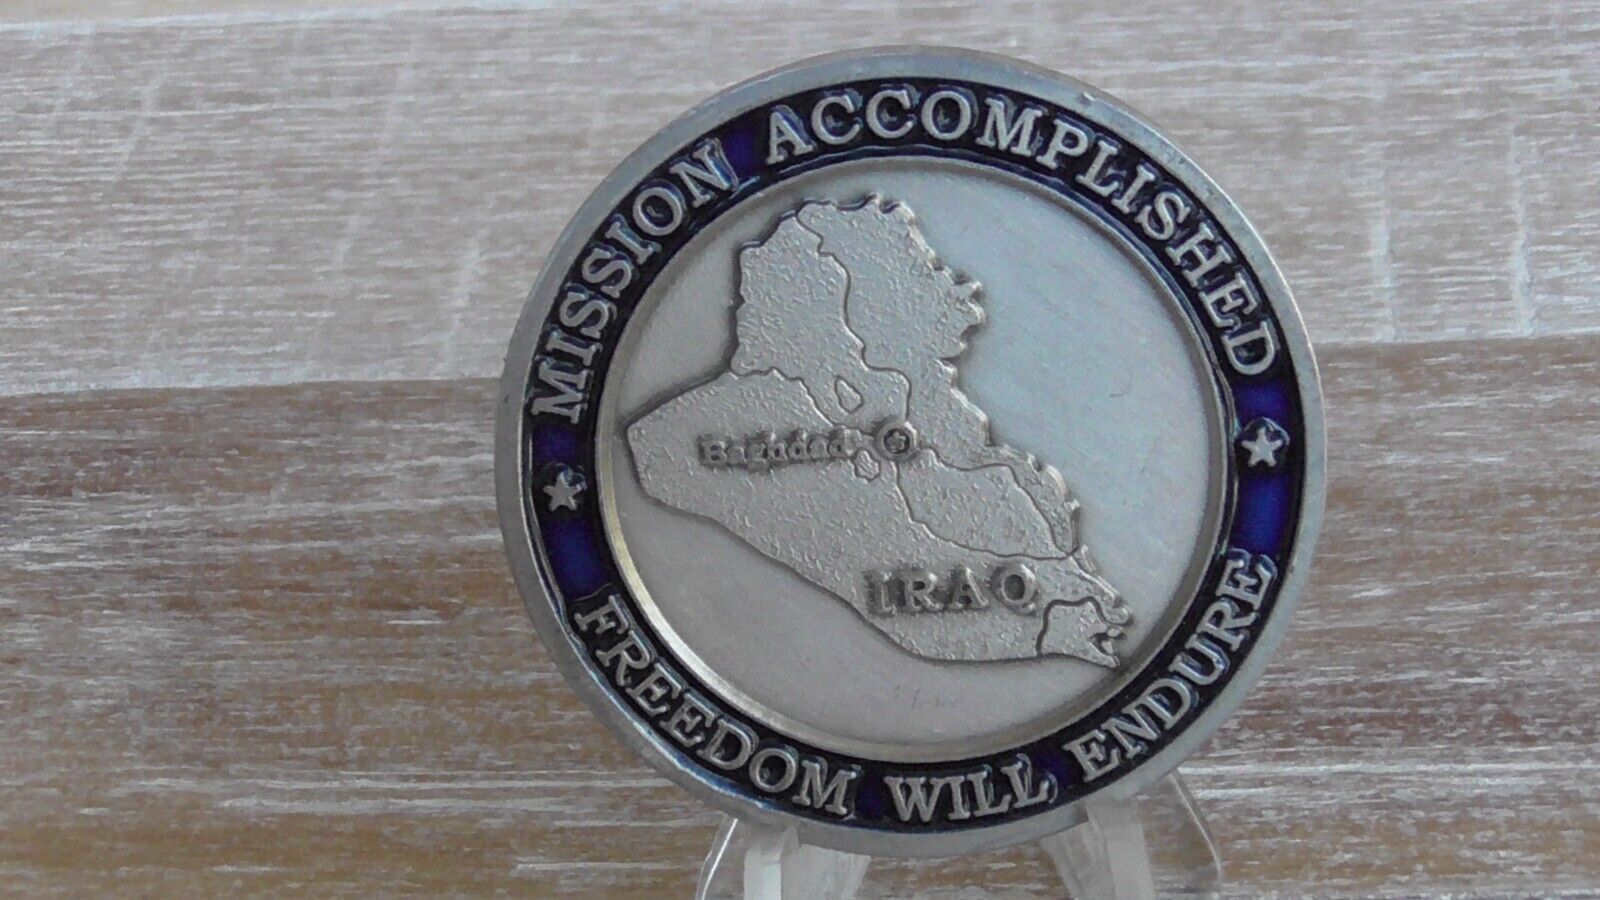 MISSION ACCOMPLISHED
Baghdad
IRAQ
FREEDOM WILL ENDURE